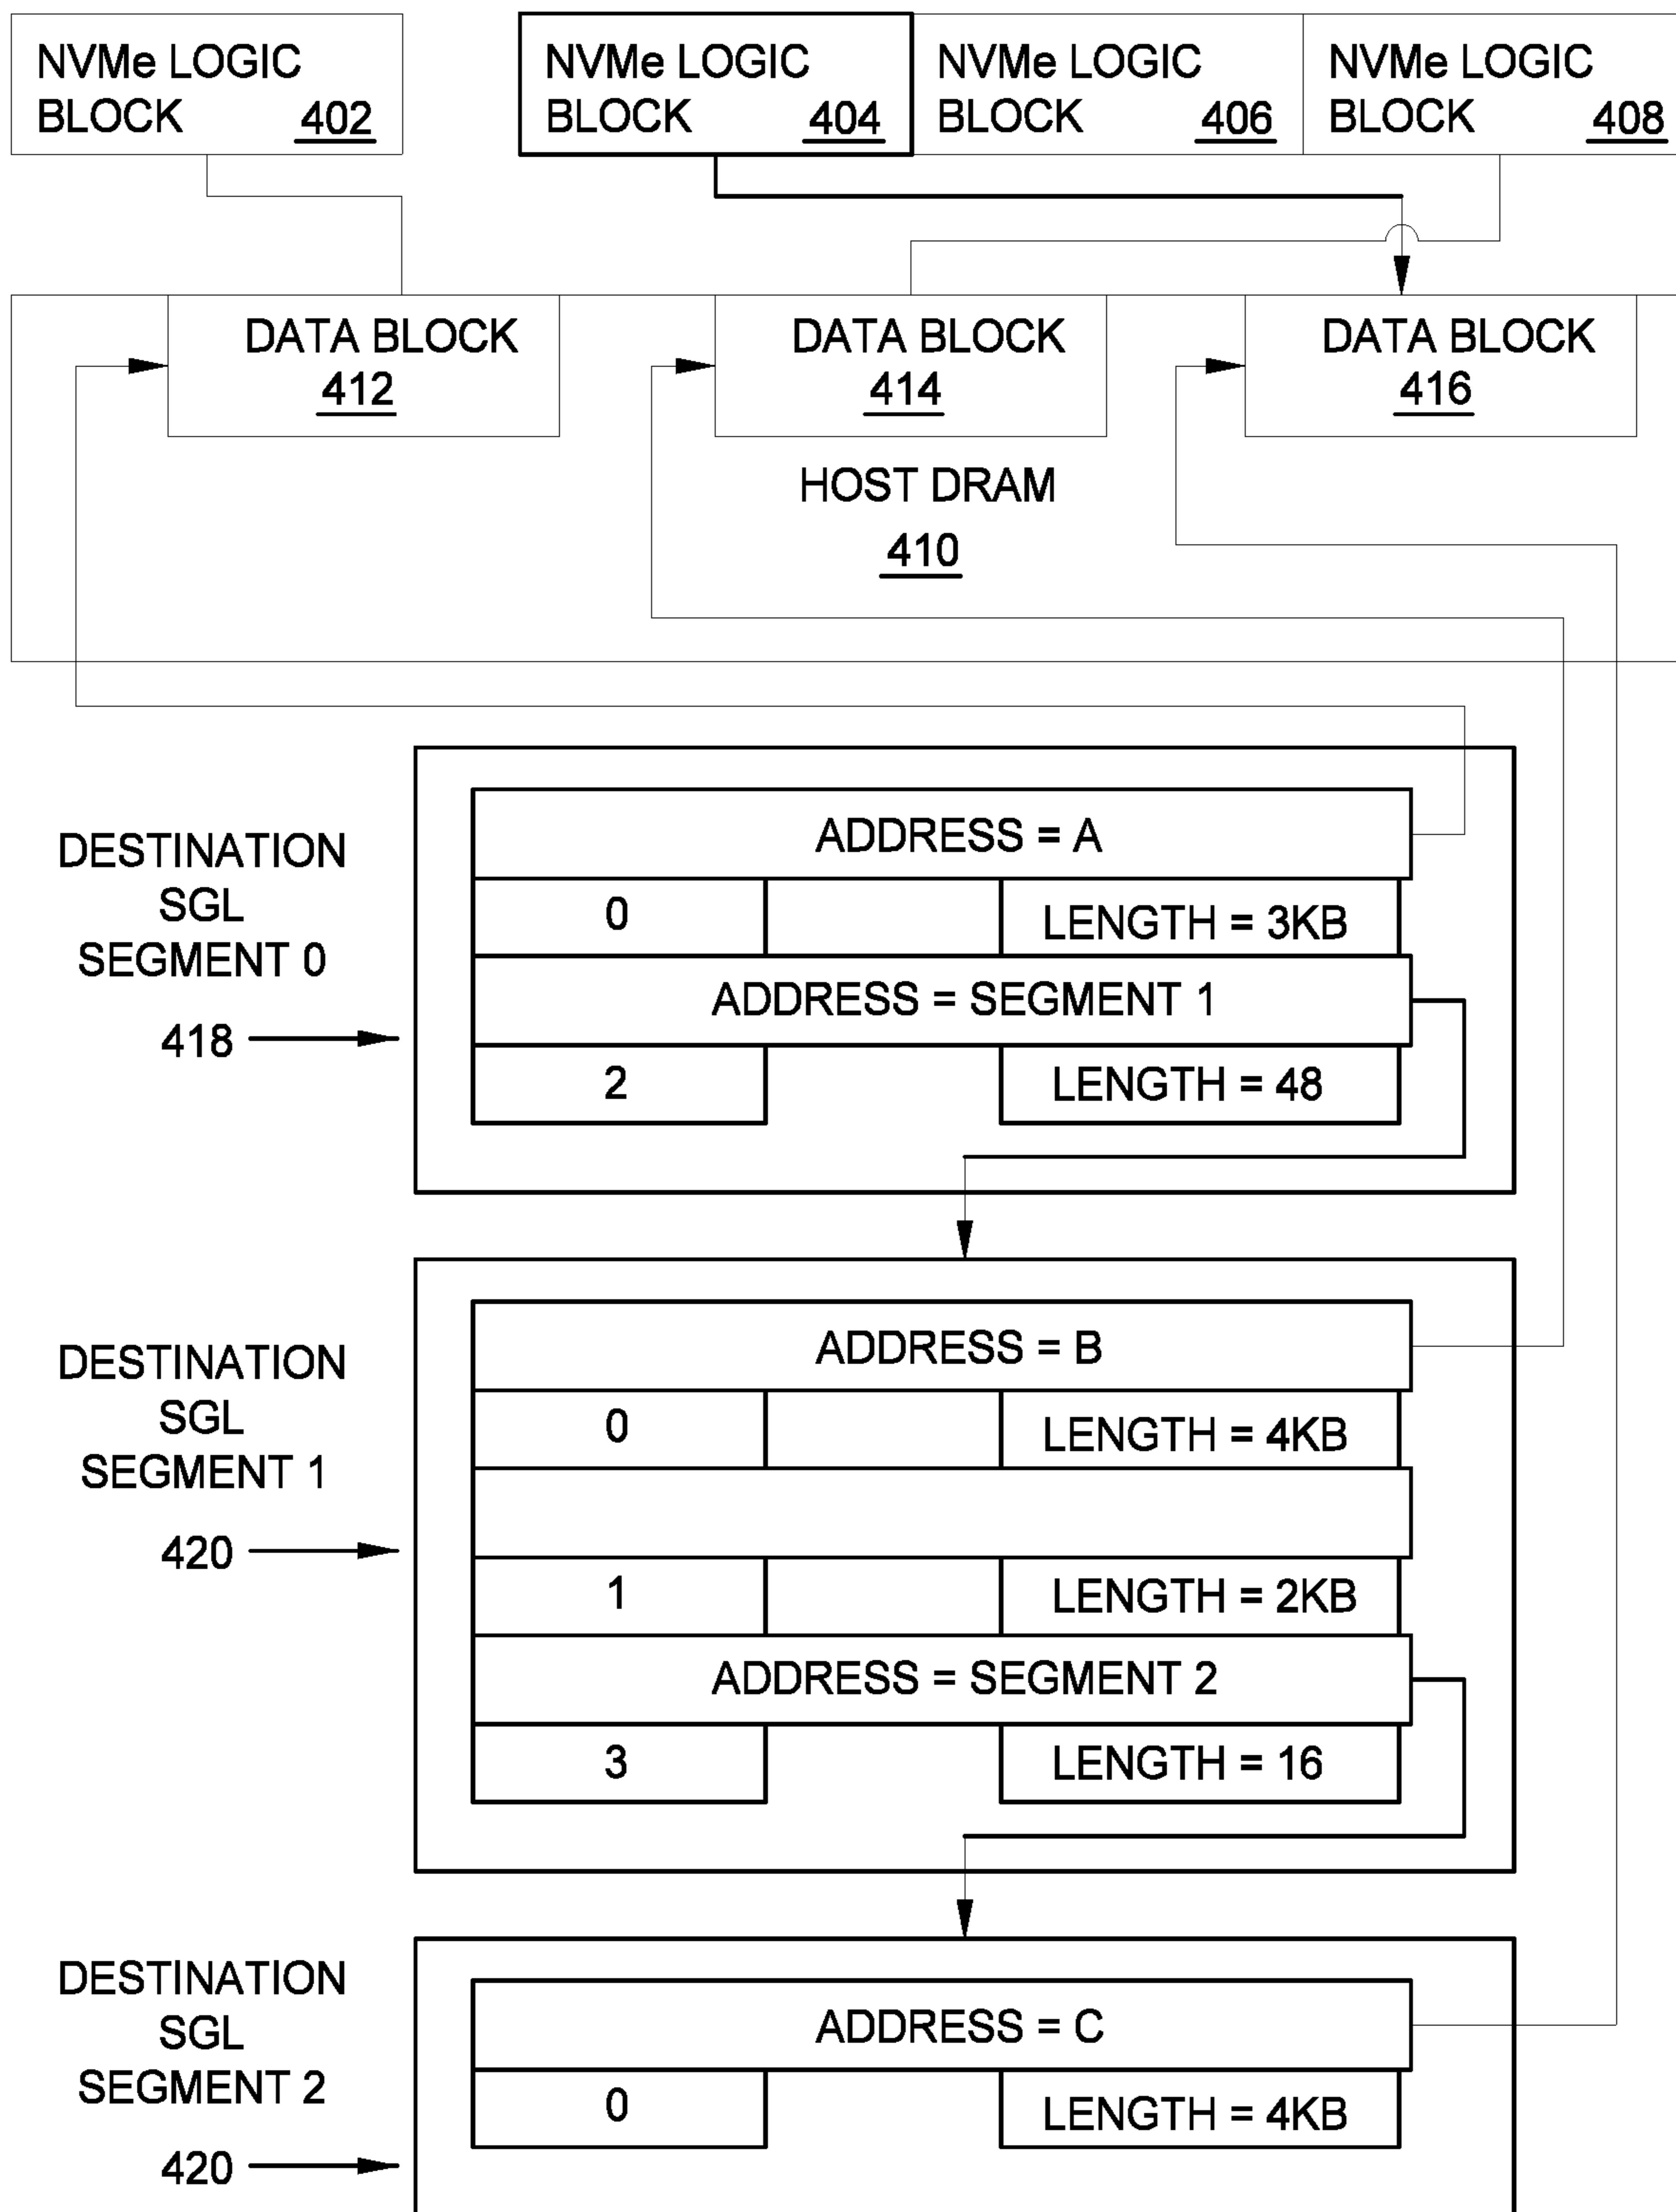 NVMe LOGIC
BLOCK 402
NVMe LOGIC
BLOCK 404
NVMe LOGIC
BLOCK 406
NVMe LOGIC
BLOCK 408
DATA BLOCK
412
DATA BLOCK
414
DATA BLOCK
416
HOST DRAM
410
DESTINATION
SGL
SEGMENT 0
418
ADDRESS = A
0 LENGTH = 3KB
ADDRESS = SEGMENT 1
2 LENGTH = 48
DESTINATION
SGL
SEGMENT 1
420
ADDRESS = B
0 LENGTH = 4KB
1 LENGTH = 2KB
ADDRESS = SEGMENT 2
3 LENGTH = 16
DESTINATION
SGL
SEGMENT 2
420
ADDRESS = C
0 LENGTH = 4KB